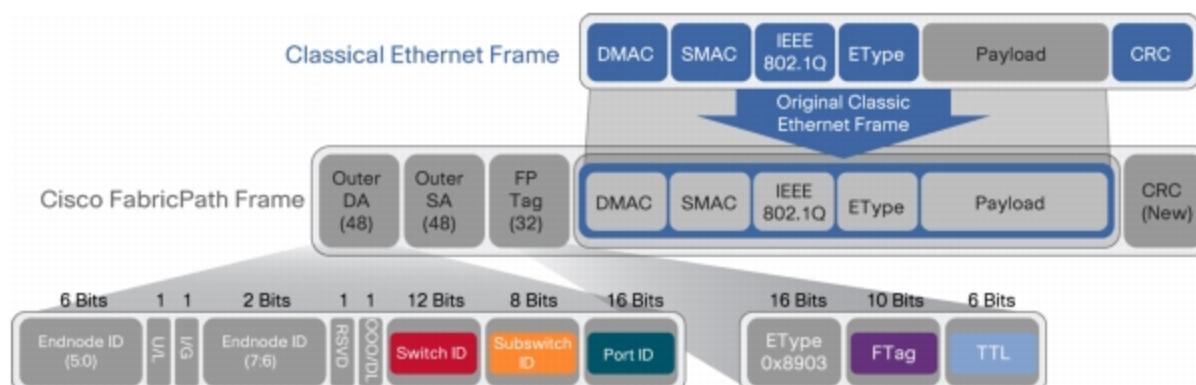 Classical Ethernet Frame
DMAC
SMAC
IEEE
802.1Q
EType
Payload
CRC
Original Classic
Ethernet Frame
Cisco FabricPath Frame
Outer
DA
(48)
Outer
SA
(48)
FP
Tag
(32)
DMAC
SMAC
IEEE
802.1Q
EType
Payload
CRC
(New)
6 Bits
1
1
2 Bits
1
1
12 Bits
8 Bits
16 Bits
Endnode ID
(5:0)
U/L
I/G
Endnode ID
(7:6)
RSVD
OOO/DL
Switch ID
Subswitch
ID
Port ID
16 Bits
10 Bits
6 Bits
EType
0x8903
FTag
TTL